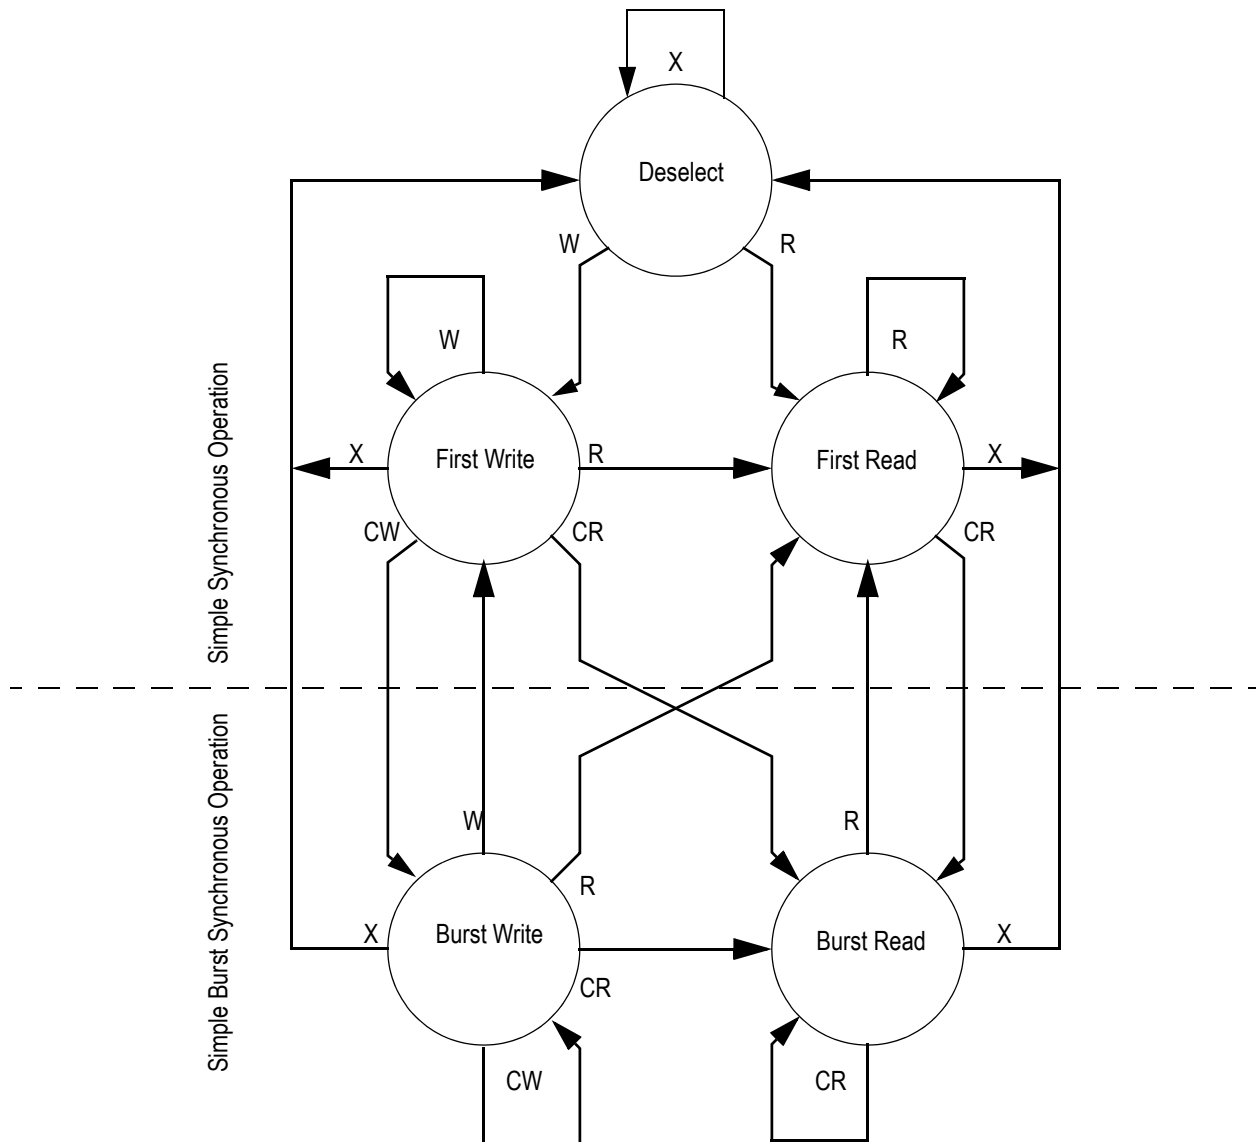 X
Deselect
W
R
W
R
Simple Synchronous Operation
X
First Write
R
First Read
X
CW
CR
CR
Simple Burst Synchronous Operation
W
R
R
X
Burst Write
Burst Read
X
CR
CW
CR